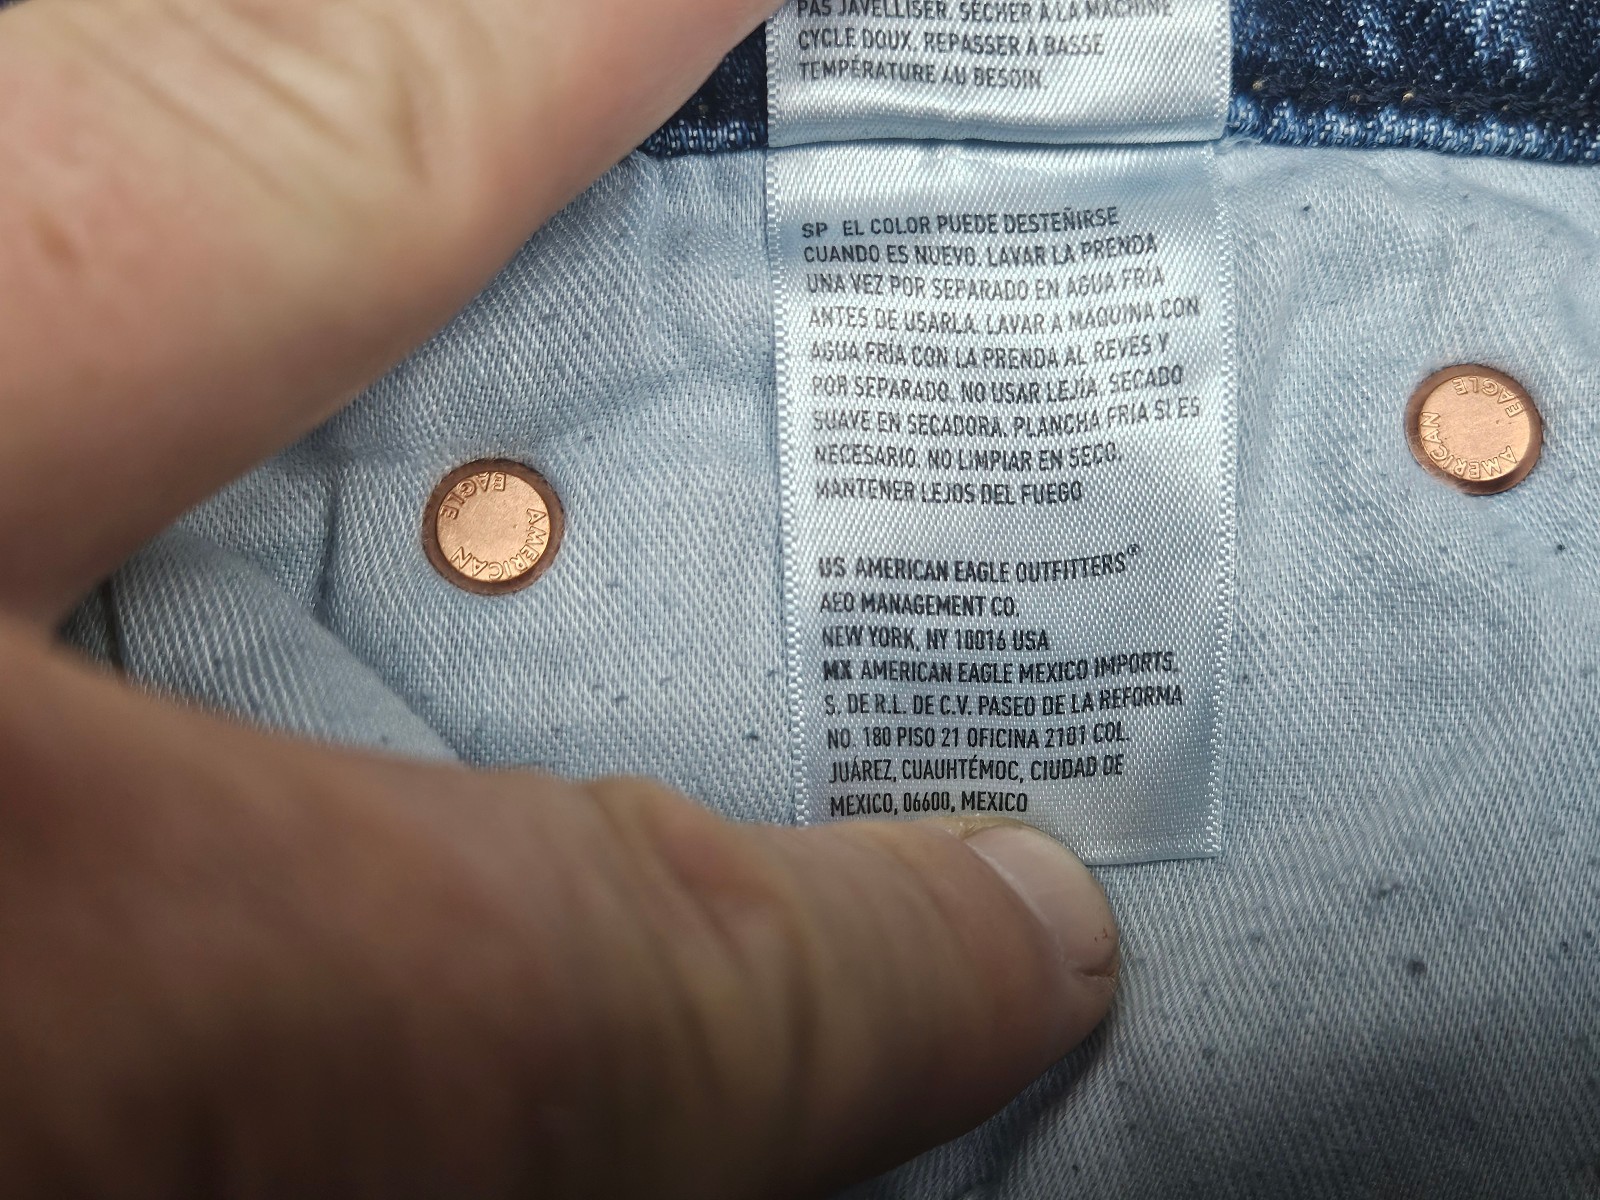 PAS JAVELLISER. SÉCHER À LA MACHINE
CYCLE DOUX. REPASSER À BASSE
TEMPÉRATURE AU BESOIN.
SP EL COLOR PUEDE DESTEÑIRSE
CUANDO ES NUEVO. LAVAR LA PRENDA
UNA VEZ POR SEPARADO EN AGUA FRÍA
ANTES DE USARLA. LAVAR A MÁQUINA CON
AGUA FRÍA CON LA PRENDA AL REVÉS Y
POR SEPARADO. NO USAR LEJÍA. SECADO
SUAVE EN SECADORA. PLANCHA FRÍA SI ES
NECESARIO. NO LIMPIAR EN SECO.
MANTENER LEJOS DEL FUEGO
US AMERICAN EAGLE OUTFITTERS®
AEO MANAGEMENT CO.
NEW YORK, NY 10016 USA
MX AMERICAN EAGLE MEXICO IMPORTS,
S. DE R.L. DE C.V. PASEO DE LA REFORMA
NO. 180 PISO 21 OFICINA 2101 COL.
JUÁREZ, CUAUHTÉMOC, CIUDAD DE
MEXICO, 06600, MEXICO
AMERICAN EAGLE
AMERICAN EAGLE